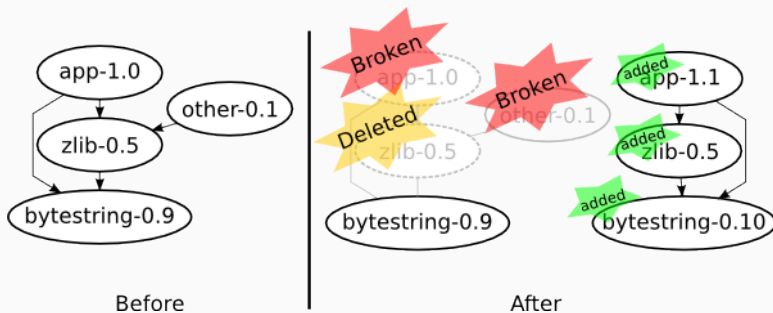 app-1.0
other-0.1
zlib-0.5
bytestring-0.9
Before
Broken
app-1.0
Broken
other-0.1
Deleted
zlib-0.5
bytestring-0.9
added
app-1.1
added
zlib-0.5
added
bytestring-0.10
After